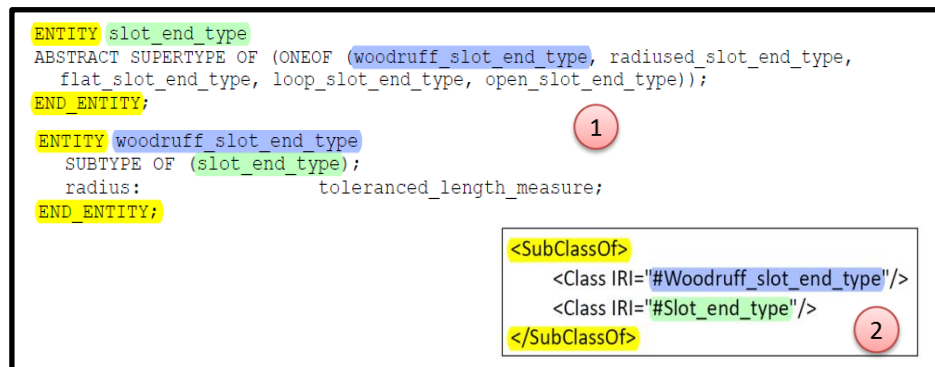 ENTITY slot_end_type
ABSTRACT SUPERTYPE OF (ONEOF (woodruff_slot_end_type, radiused_slot_end_type,
flat_slot_end_type, loop_slot_end_type, open_slot_end_type));
END_ENTITY;
1
ENTITY woodruff_slot_end_type
SUBTYPE OF (slot_end_type);
radius: toleranced_length_measure;
END_ENTITY;
<SubClassOf>
<Class IRI="#Woodruff_slot_end_type"/>
<Class IRI="#Slot_end_type"/>
</SubClassOf>
2